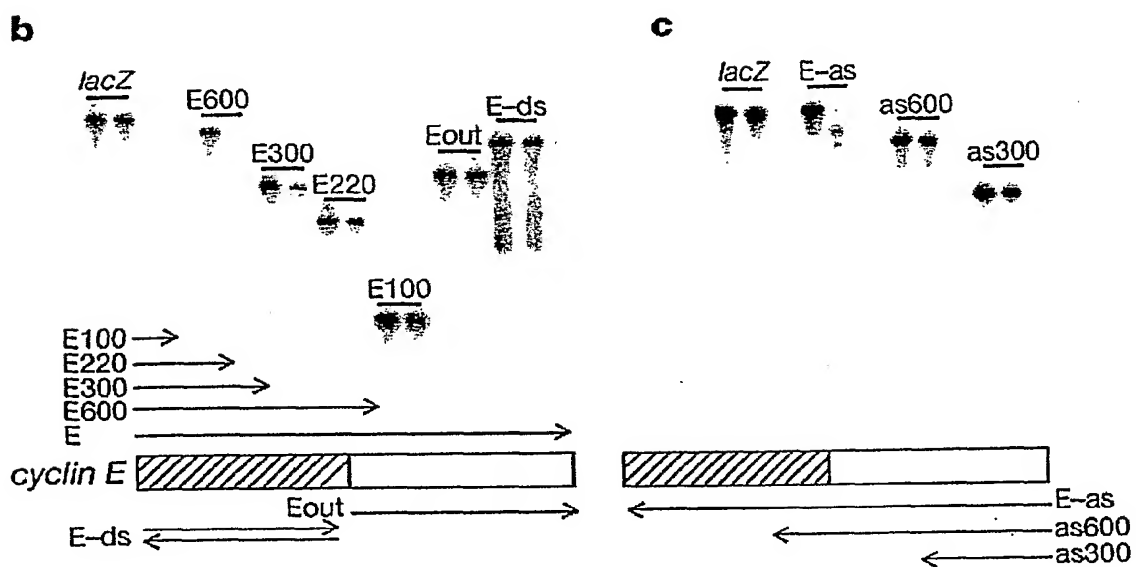 b
lacZ
E600
E300
E220
Eout
E-ds
E100
E100
E220
E300
E600
E
cyclin E
Eout
E-ds
c
lacZ
E-as
as600
as300
E-as
as600
as300